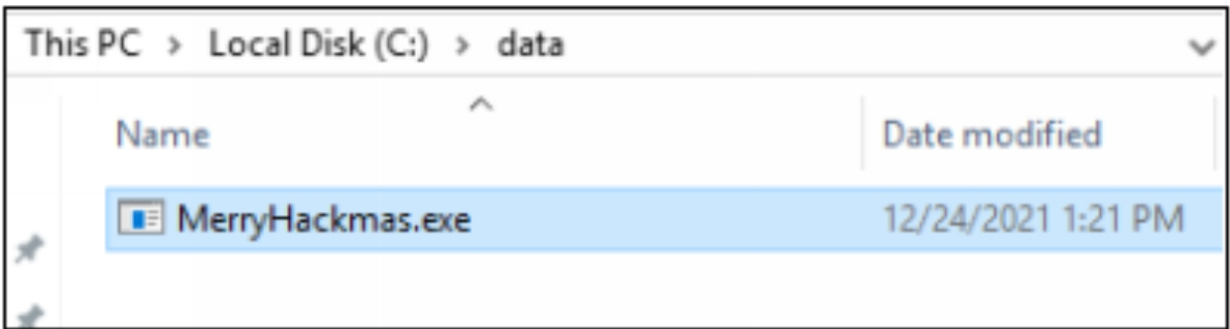 This PC > Local Disk (C:) > data
Name Date modified
MerryHackmas.exe 12/24/2021 1:21 PM